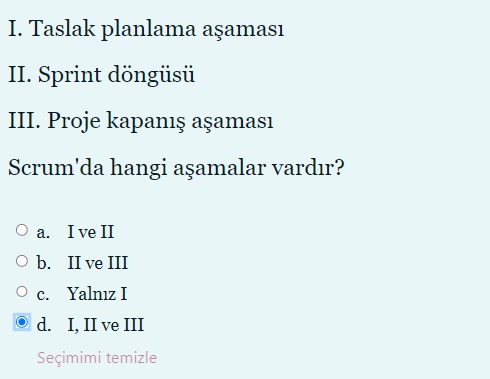 I. Taslak planlama aşaması
II. Sprint döngüsü
III. Proje kapanış aşaması
Scrum'da hangi aşamalar vardır?
a. I ve II
b. II ve III
c. Yalnız I
d. I, II ve III
Seçimimi temizle